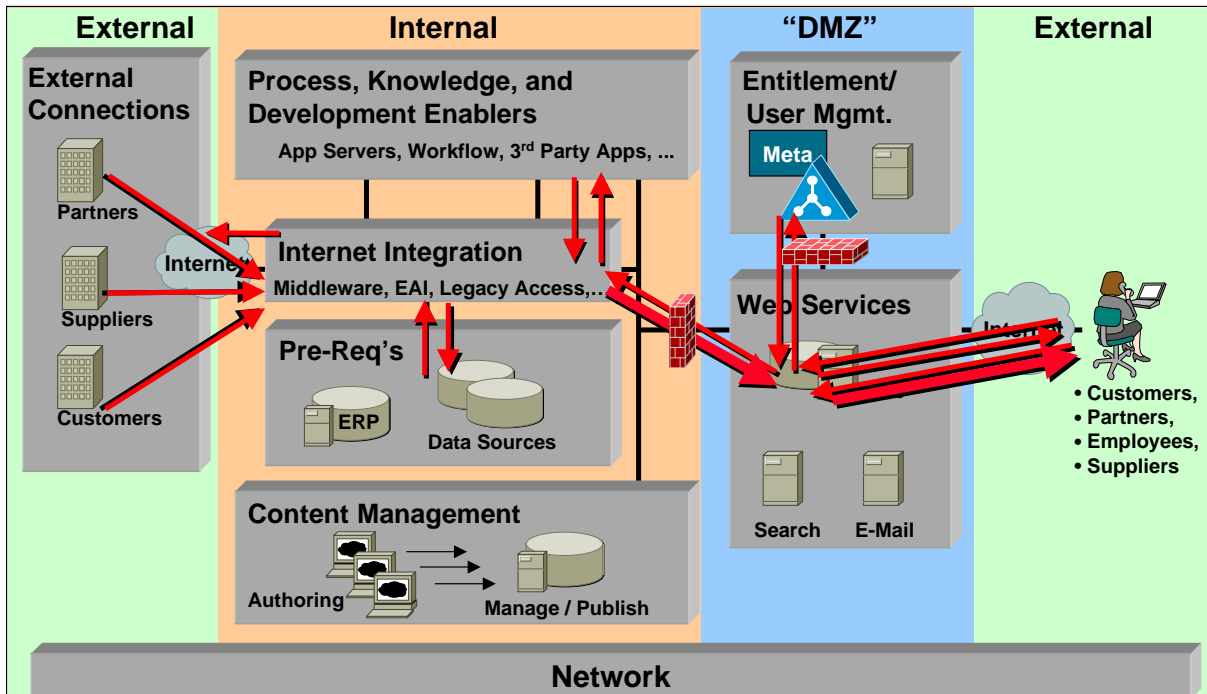 External
Internal
“DMZ”
External
External
Connections
Partners
Suppliers
Customers
Internet
Process, Knowledge, and
Development Enablers
App Servers, Workflow, 3rd Party Apps, ...
Internet Integration
Middleware, EAI, Legacy Access,...
Pre-Req’s
ERP
Data Sources
Content Management
Authoring
Manage / Publish
Entitlement/
User Mgmt.
Meta
Web Services
Search
E-Mail
Internet
• Customers,
• Partners,
• Employees,
• Suppliers
Network